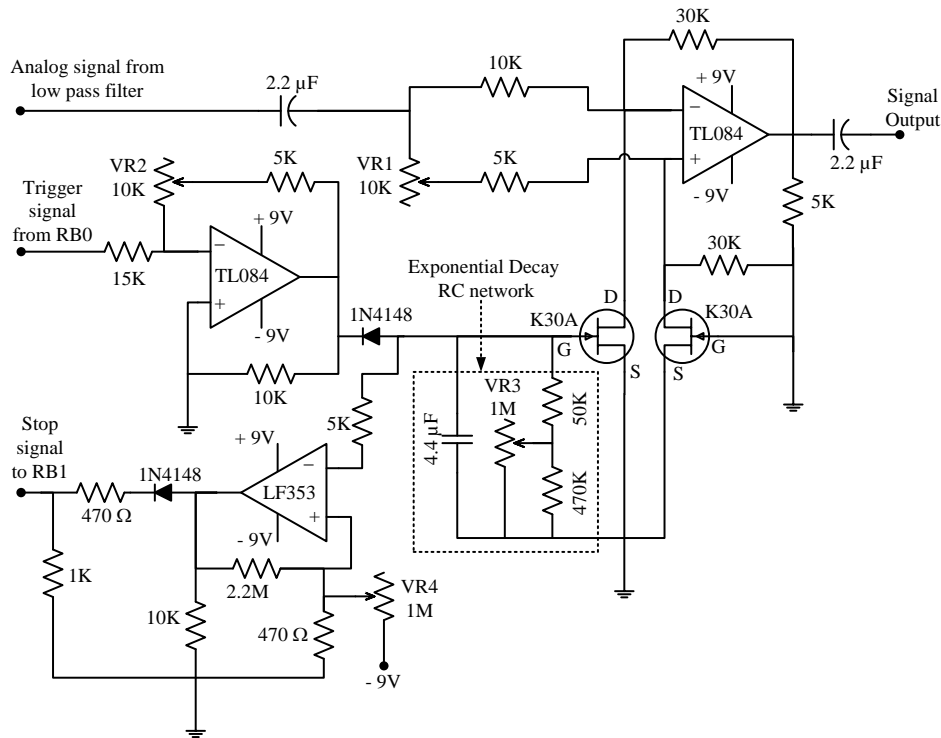 30K
Analog signal from
low pass filter
2.2 µF
10K
+ 9V
−
TL084
+
- 9V
Signal
Output
2.2 µF
VR1
10K
5K
5K
VR2
10K
5K
Trigger
signal
from RB0
15K
+ 9V
−
TL084
+
- 9V
10K
30K
Exponential Decay
RC network
1N4148
D
K30A
G
S
D
K30A
G
S
VR3
1M
50K
4.4 µF
470K
5K
Stop
signal
to RB1
1N4148
470 Ω
+ 9V
−
LF353
+
- 9V
2.2M
1K
10K
470 Ω
VR4
1M
- 9V